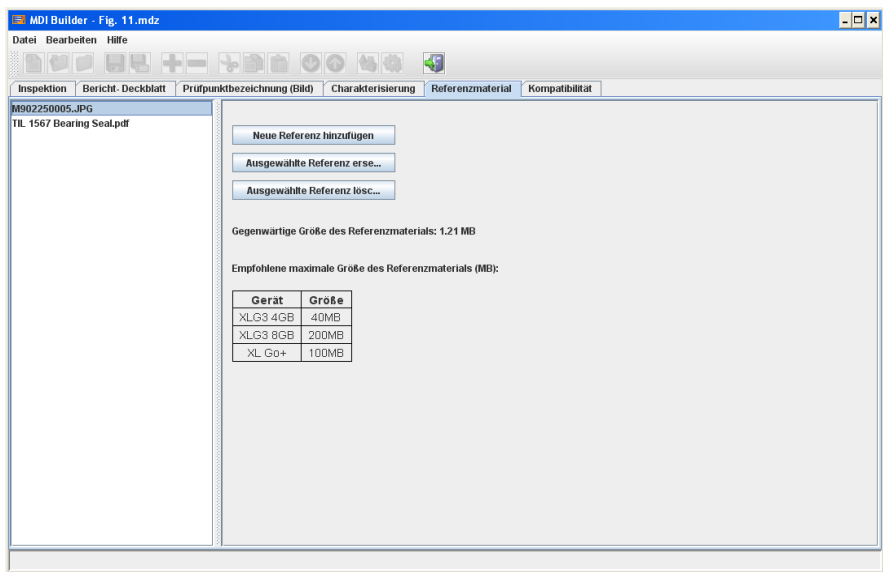 MDI Builder - Fig. 11.mdz
Datei Bearbeiten Hilfe
Inspektion Bericht- Deckblatt Prüfpunktbezeichnung (Bild) Charakterisierung Referenzmaterial Kompatibilität
M902250005.JPG
TIL 1567 Bearing Seal.pdf
Neue Referenz hinzufügen
Ausgewählte Referenz erse...
Ausgewählte Referenz lösc...
Gegenwärtige Größe des Referenzmaterials: 1.21 MB
Empfohlene maximale Größe des Referenzmaterials (MB):
Gerät Größe
XLG3 4GB 40MB
XLG3 8GB 200MB
XL Go+ 100MB